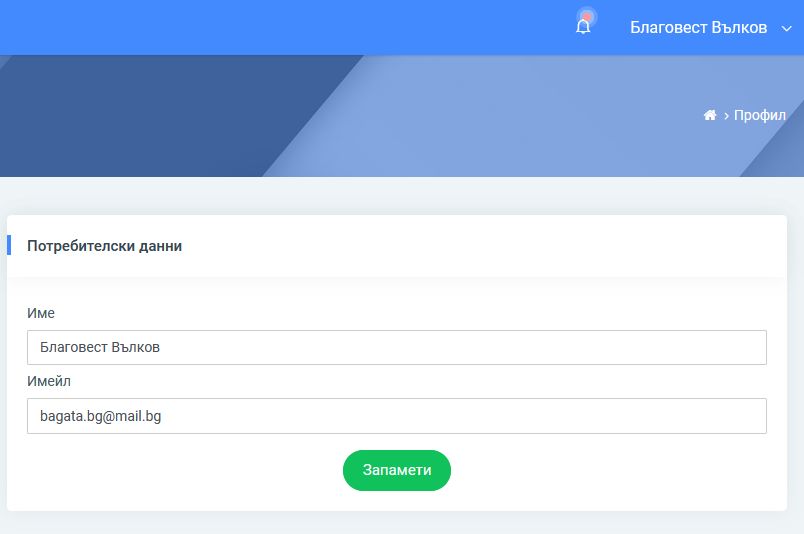 Благовест Вълков
Профил
Потребителски данни
Име
Благовест Вълков
Имейл
bagata.bg@mail.bg
Запамети